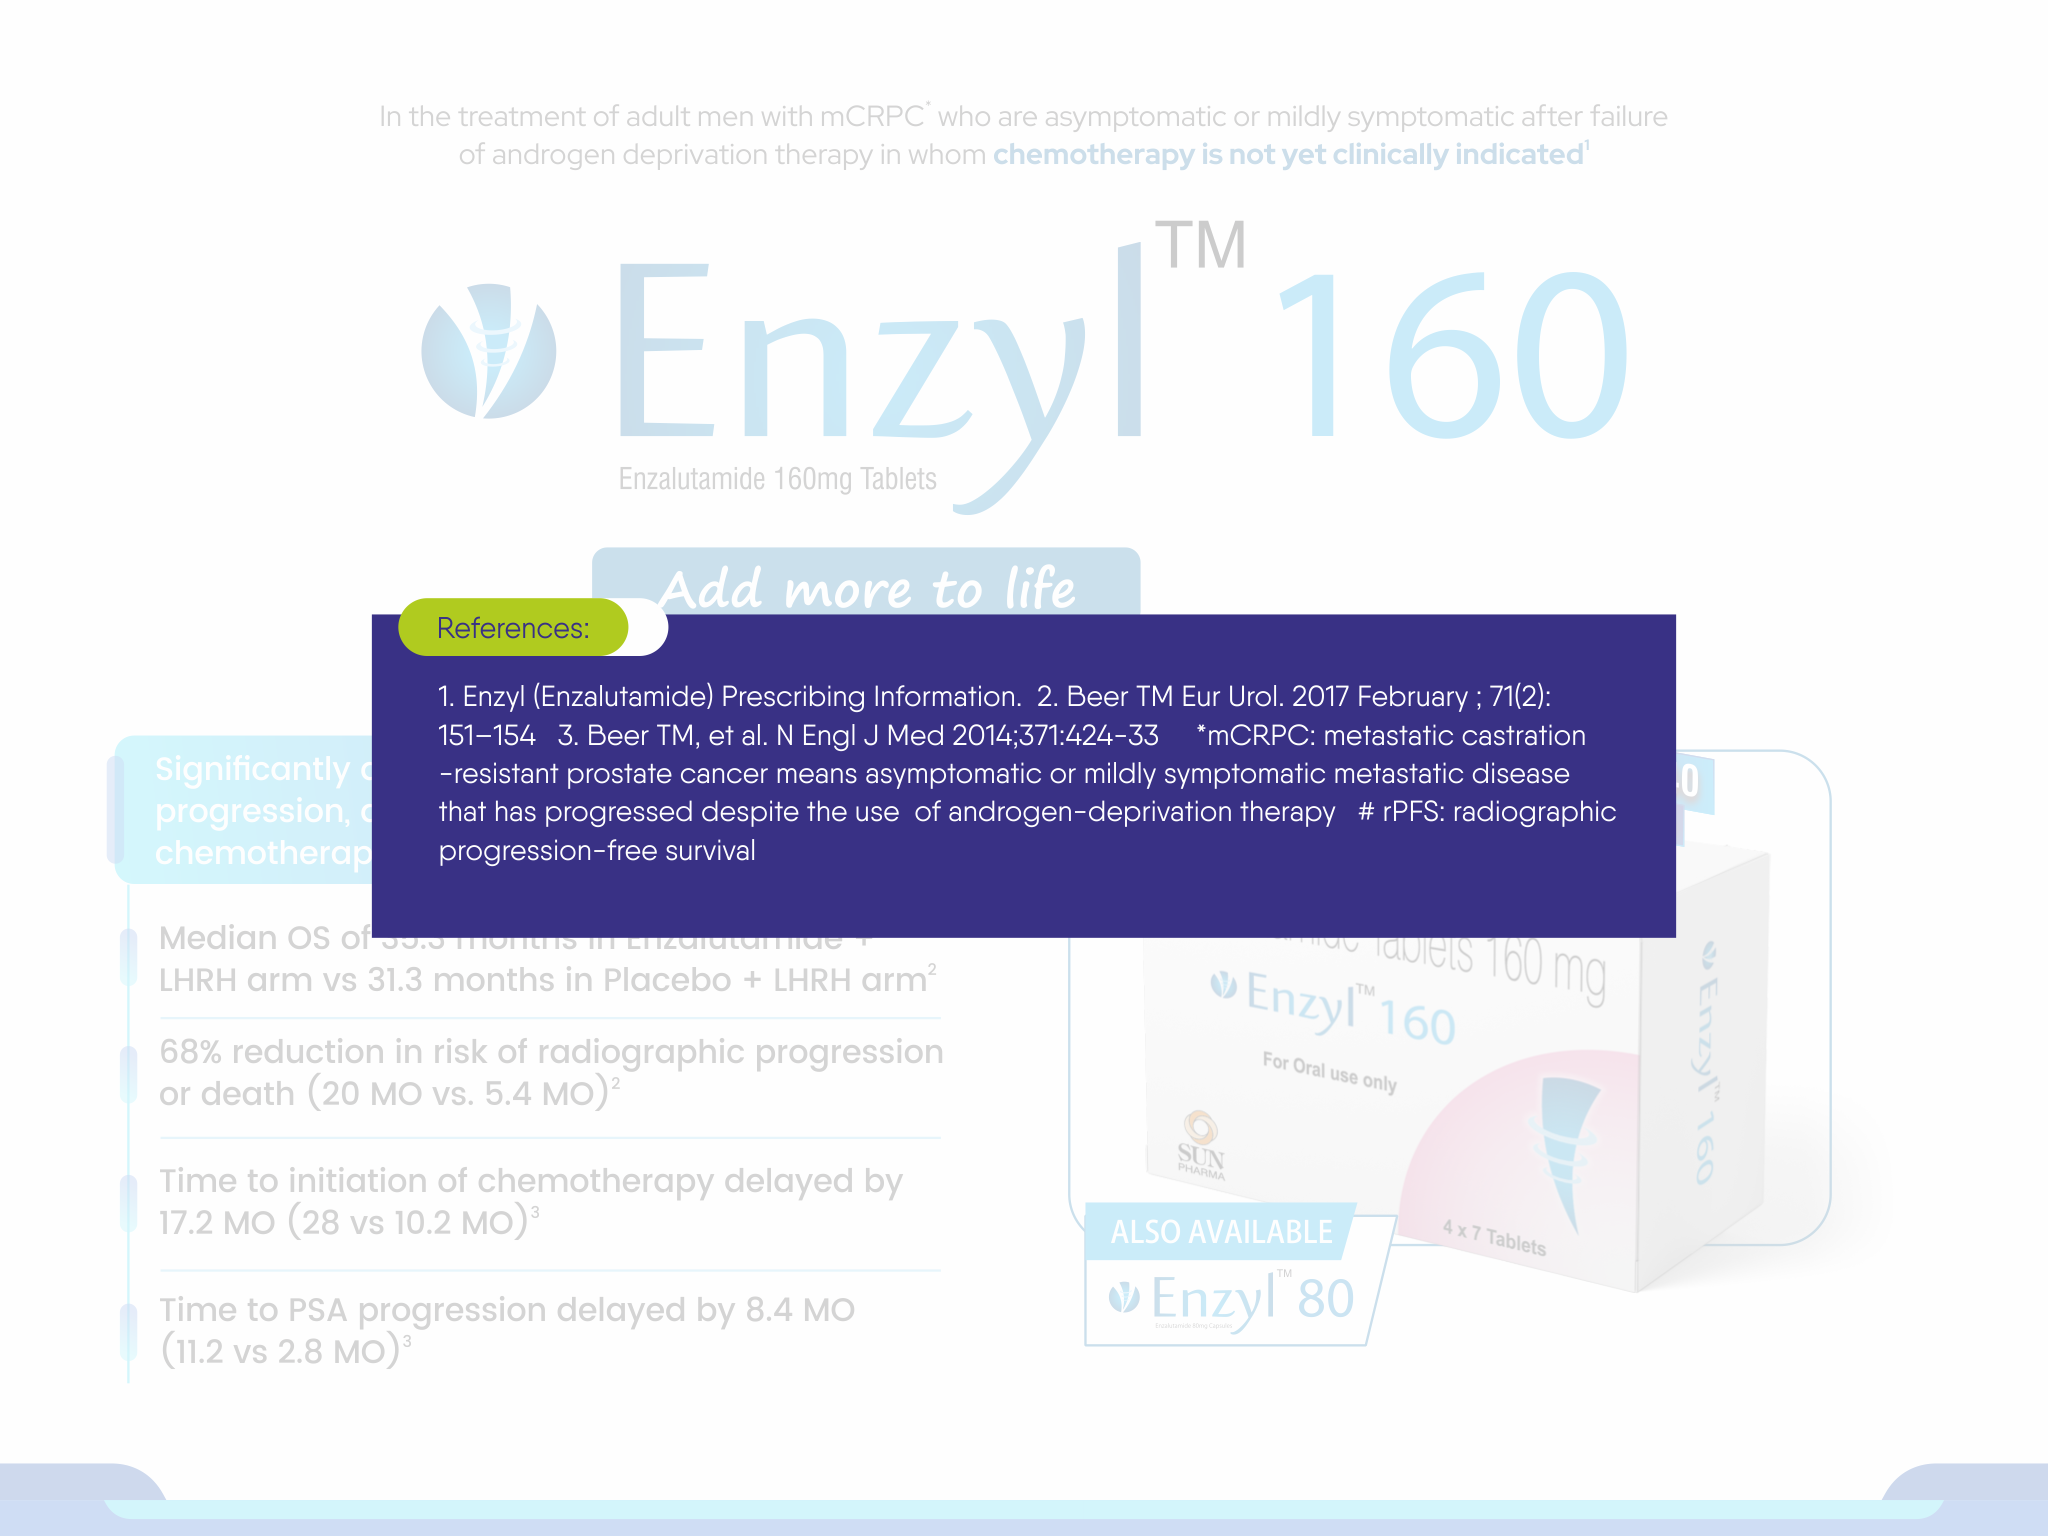 In the treatment of adult men with mCRPC* who are asymptomatic or mildly symptomatic after failure
of androgen deprivation therapy in whom chemotherapy is not yet clinically indicated¹
Enzyl™ 160
Enzalutamide 160mg Tablets
Add more to life
References:
1. Enzyl (Enzalutamide) Prescribing Information. 2. Beer TM Eur Urol. 2017 February ; 71(2):
151–154 3. Beer TM, et al. N Engl J Med 2014;371:424-33 *mCRPC: metastatic castration
-resistant prostate cancer means asymptomatic or mildly symptomatic metastatic disease
that has progressed despite the use of androgen-deprivation therapy # rPFS: radiographic
progression-free survival
Significantly
progression,
chemotherap
Median OS of 35.3 months in Enzalutamide +
LHRH arm vs 31.3 months in Placebo + LHRH arm²
68% reduction in risk of radiographic progression
or death (20 MO vs. 5.4 MO)²
Time to initiation of chemotherapy delayed by
17.2 MO (28 vs 10.2 MO)³
Time to PSA progression delayed by 8.4 MO
(11.2 vs 2.8 MO)³
Tablets 160 mg
Enzyl™ 160
For Oral use only
SUN
PHARMA
4 x 7 Tablets
Enzyl™ 160
ALSO AVAILABLE
Enzyl™ 80